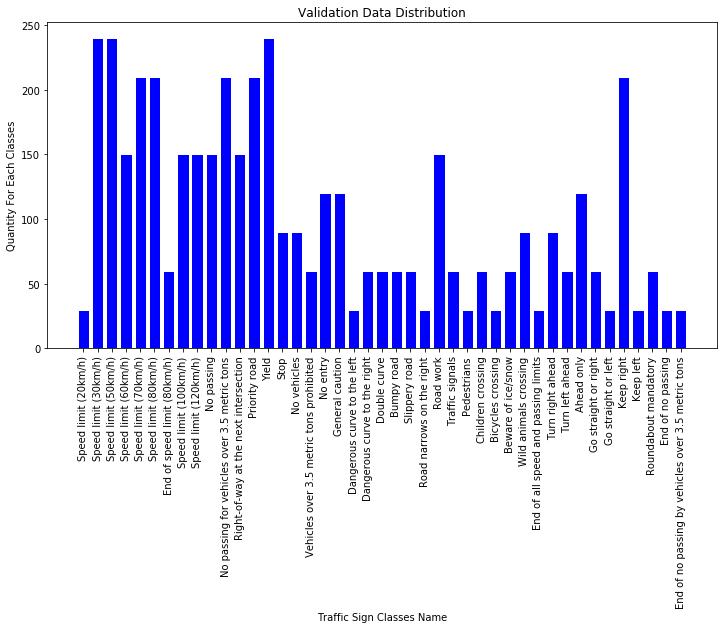 Validation Data Distribution
250
200
150
100
50
0
Quantity For Each Classes
Speed limit (20km/h)
Speed limit (30km/h)
Speed limit (50km/h)
Speed limit (60km/h)
Speed limit (70km/h)
Speed limit (80km/h)
End of speed limit (80km/h)
Speed limit (100km/h)
Speed limit (120km/h)
No passing
No passing for vehicles over 3.5 metric tons
Right-of-way at the next intersection
Priority road
Yield
Stop
No vehicles
Vehicles over 3.5 metric tons prohibited
No entry
General caution
Dangerous curve to the left
Dangerous curve to the right
Double curve
Bumpy road
Slippery road
Road narrows on the right
Road work
Traffic signals
Pedestrians
Children crossing
Bicycles crossing
Beware of ice/snow
Wild animals crossing
End of all speed and passing limits
Turn right ahead
Turn left ahead
Ahead only
Go straight or right
Go straight or left
Keep right
Keep left
Roundabout mandatory
End of no passing
End of no passing by vehicles over 3.5 metric tons
Traffic Sign Classes Name